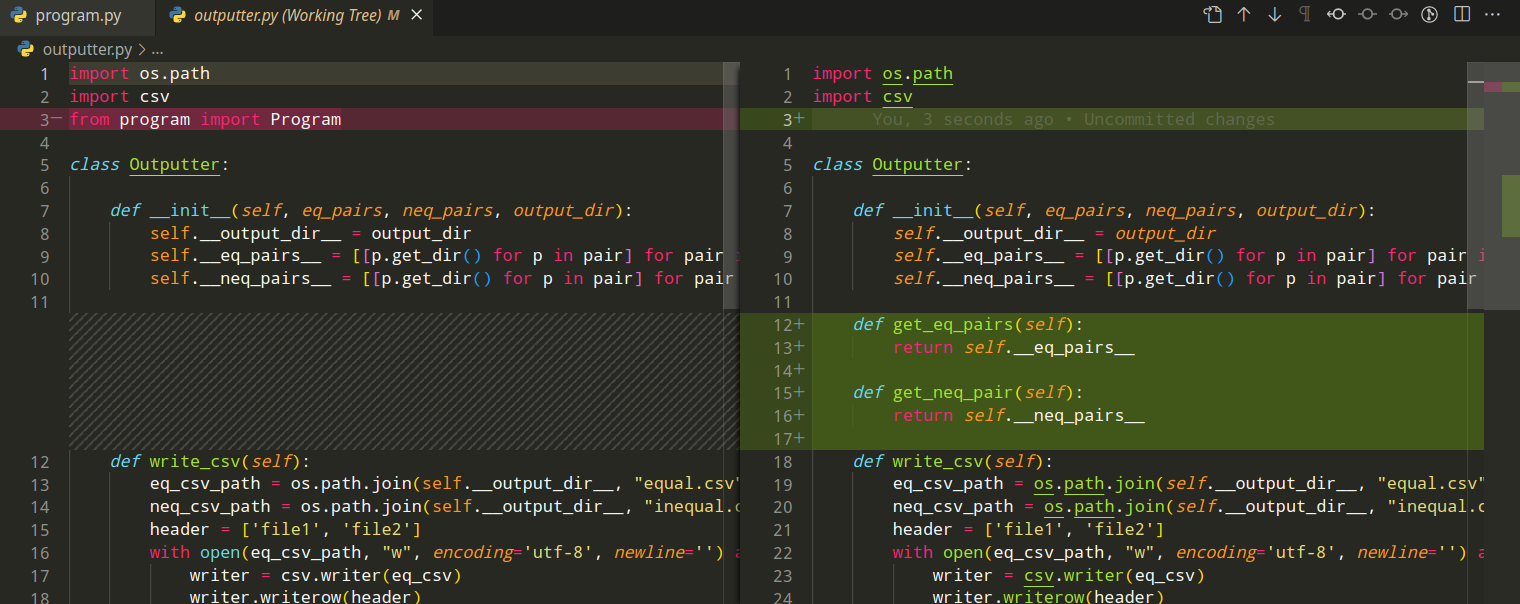 program.py outputter.py (Working Tree) M
outputter.py > ...
1 import os.path
2 import csv
3 from program import Program
4
5 class Outputter:
6
7 def __init__(self, eq_pairs, neq_pairs, output_dir):
8 self.__output_dir__ = output_dir
9 self.__eq_pairs__ = [[p.get_dir() for p in pair] for pair i
10 self.__neq_pairs__ = [[p.get_dir() for p in pair] for pair
11
12 def write_csv(self):
13 eq_csv_path = os.path.join(self.__output_dir__, "equal.csv"
14 neq_csv_path = os.path.join(self.__output_dir__, "inequal.c
15 header = ['file1', 'file2']
16 with open(eq_csv_path, "w", encoding='utf-8', newline='') a
17 writer = csv.writer(eq_csv)
18 writer.writerow(header)
1 import os.path
2 import csv
3+ You, 3 seconds ago • Uncommitted changes
4
5 class Outputter:
6
7 def __init__(self, eq_pairs, neq_pairs, output_dir):
8 self.__output_dir__ = output_dir
9 self.__eq_pairs__ = [[p.get_dir() for p in pair] for pair i
10 self.__neq_pairs__ = [[p.get_dir() for p in pair] for pair
11
12+ def get_eq_pairs(self):
13+ return self.__eq_pairs__
14+
15+ def get_neq_pair(self):
16+ return self.__neq_pairs__
17+
18 def write_csv(self):
19 eq_csv_path = os.path.join(self.__output_dir__, "equal.csv"
20 neq_csv_path = os.path.join(self.__output_dir__, "inequal.c
21 header = ['file1', 'file2']
22 with open(eq_csv_path, "w", encoding='utf-8', newline='') a
23 writer = csv.writer(eq_csv)
24 writer.writerow(header)